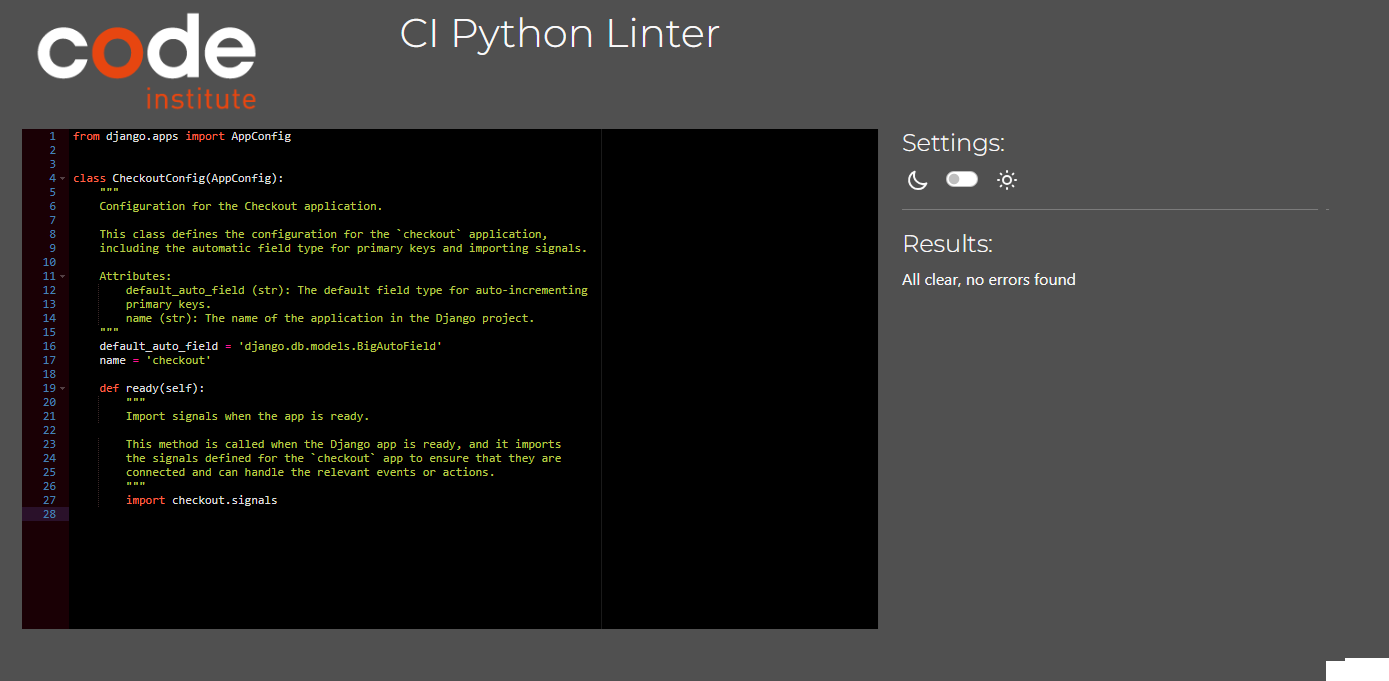 code
institute
CI Python Linter
1 from django.apps import AppConfig
2
3
4 class CheckoutConfig(AppConfig):
5     """
6     Configuration for the Checkout application.
7
8     This class defines the configuration for the `checkout` application,
9     including the automatic field type for primary keys and importing signals.
10
11     Attributes:
12         default_auto_field (str): The default field type for auto-incrementing
13         primary keys.
14         name (str): The name of the application in the Django project.
15     """
16     default_auto_field = 'django.db.models.BigAutoField'
17     name = 'checkout'
18
19     def ready(self):
20         """
21         Import signals when the app is ready.
22
23         This method is called when the Django app is ready, and it imports
24         the signals defined for the `checkout` app to ensure that they are
25         connected and can handle the relevant events or actions.
26         """
27         import checkout.signals
28
Settings:
Results:
All clear, no errors found